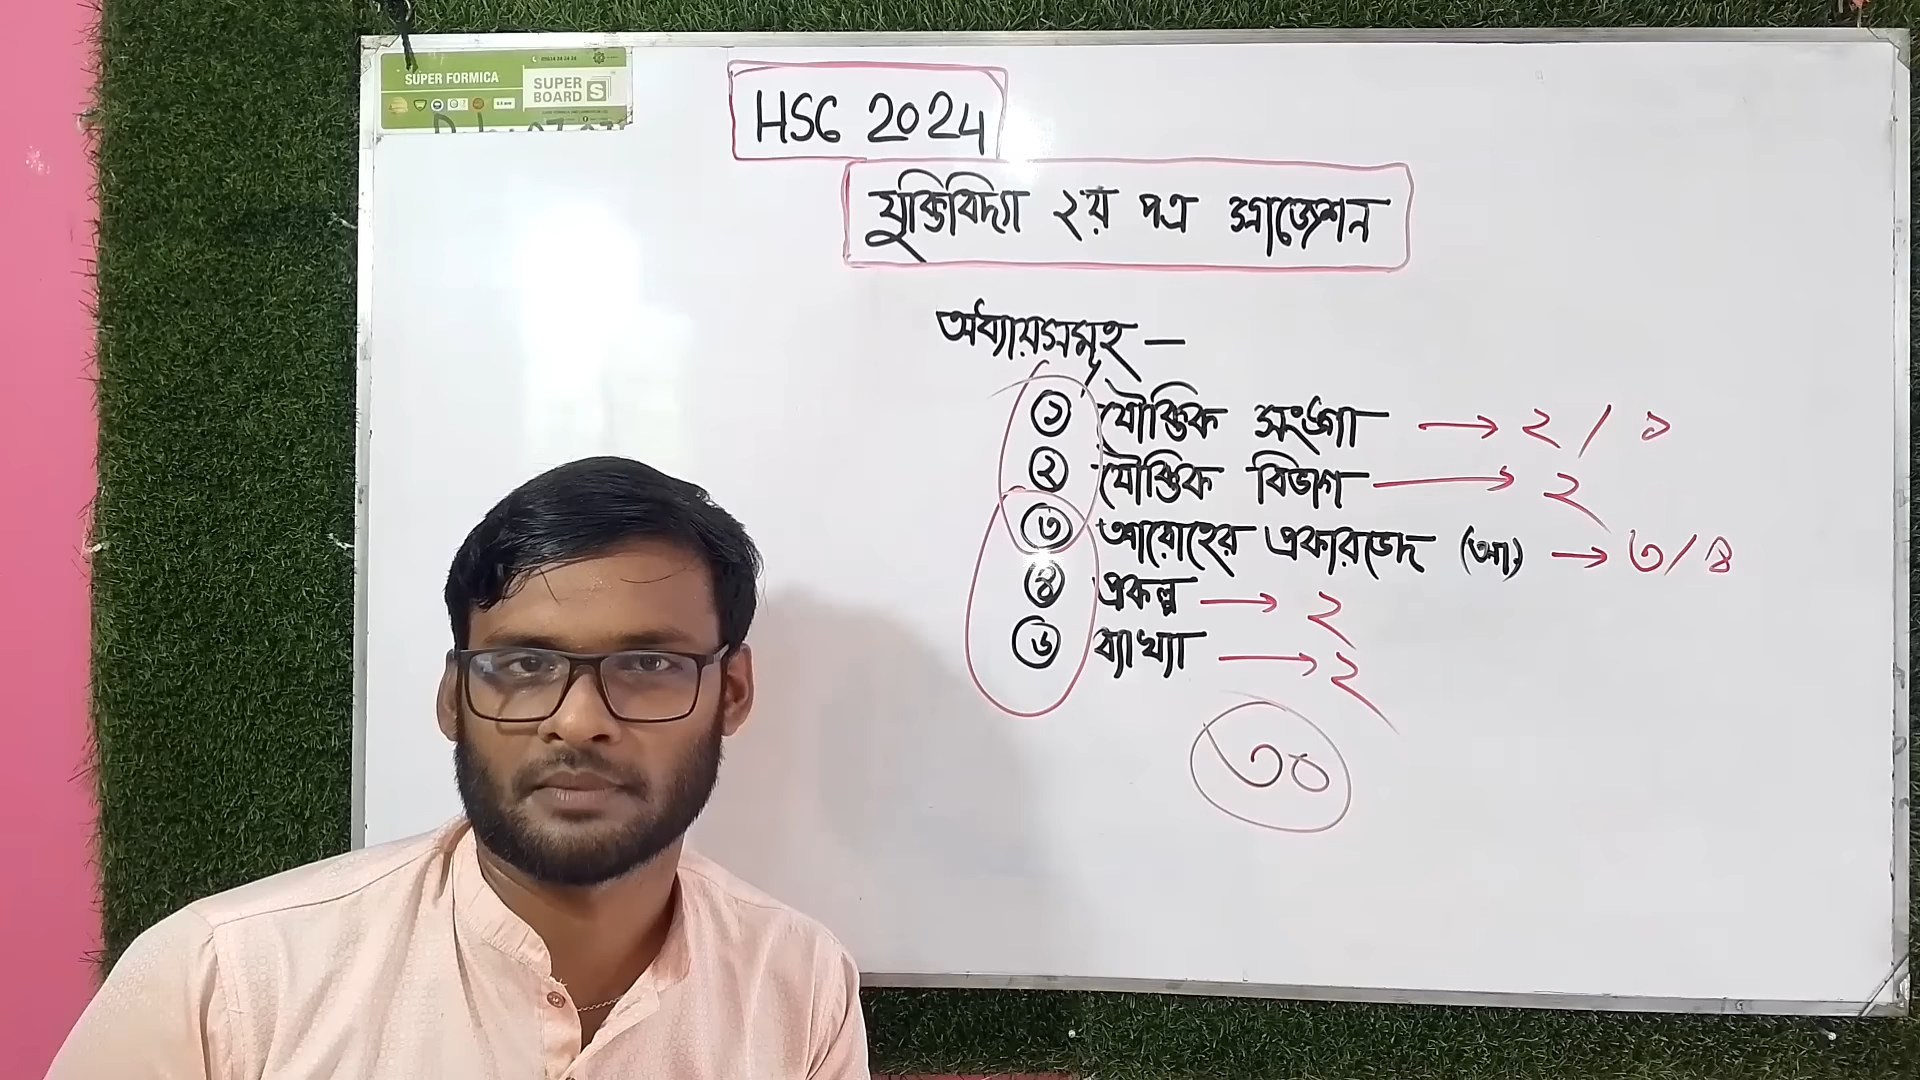 SUPER FORMICA
SUPER BOARD S
HSC 2024
যুক্তিবিদ্যা ২য় পত্র সাজেশন
অধ্যায়সমূহ —
১ যৌক্তিক সংজ্ঞা → ২ / ১
২ যৌক্তিক বিভাগ → ২
৩ আরোহের প্রকারভেদ (আ) → ৩/৪
৪ প্রকল্প → ২
৬ ব্যাখ্যা → ২
৩০